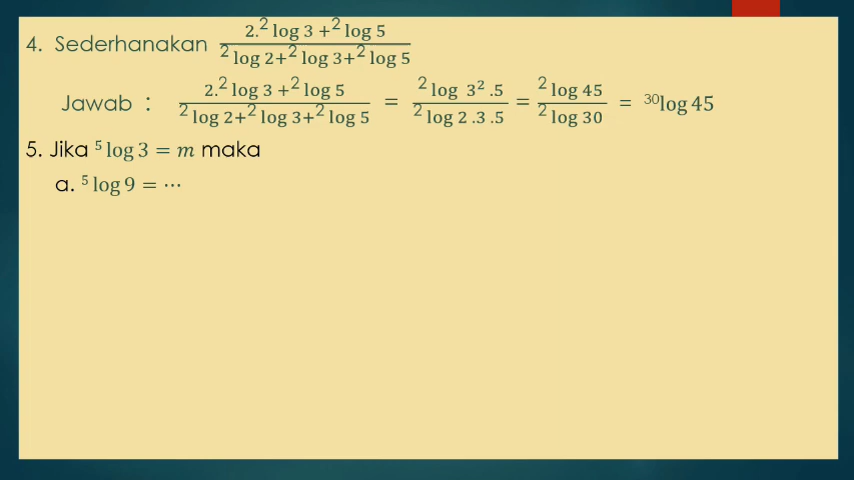 4. Sederhanakan (2.²log 3 +²log 5)/(²log 2+²log 3+²log 5)
Jawab : (2.²log 3 +²log 5)/(²log 2+²log 3+²log 5) = (²log 3² .5)/(²log 2 .3 .5) = (²log 45)/(²log 30) = ³⁰log 45
5. Jika ⁵log 3 = m maka
a. ⁵log 9 = ⋯